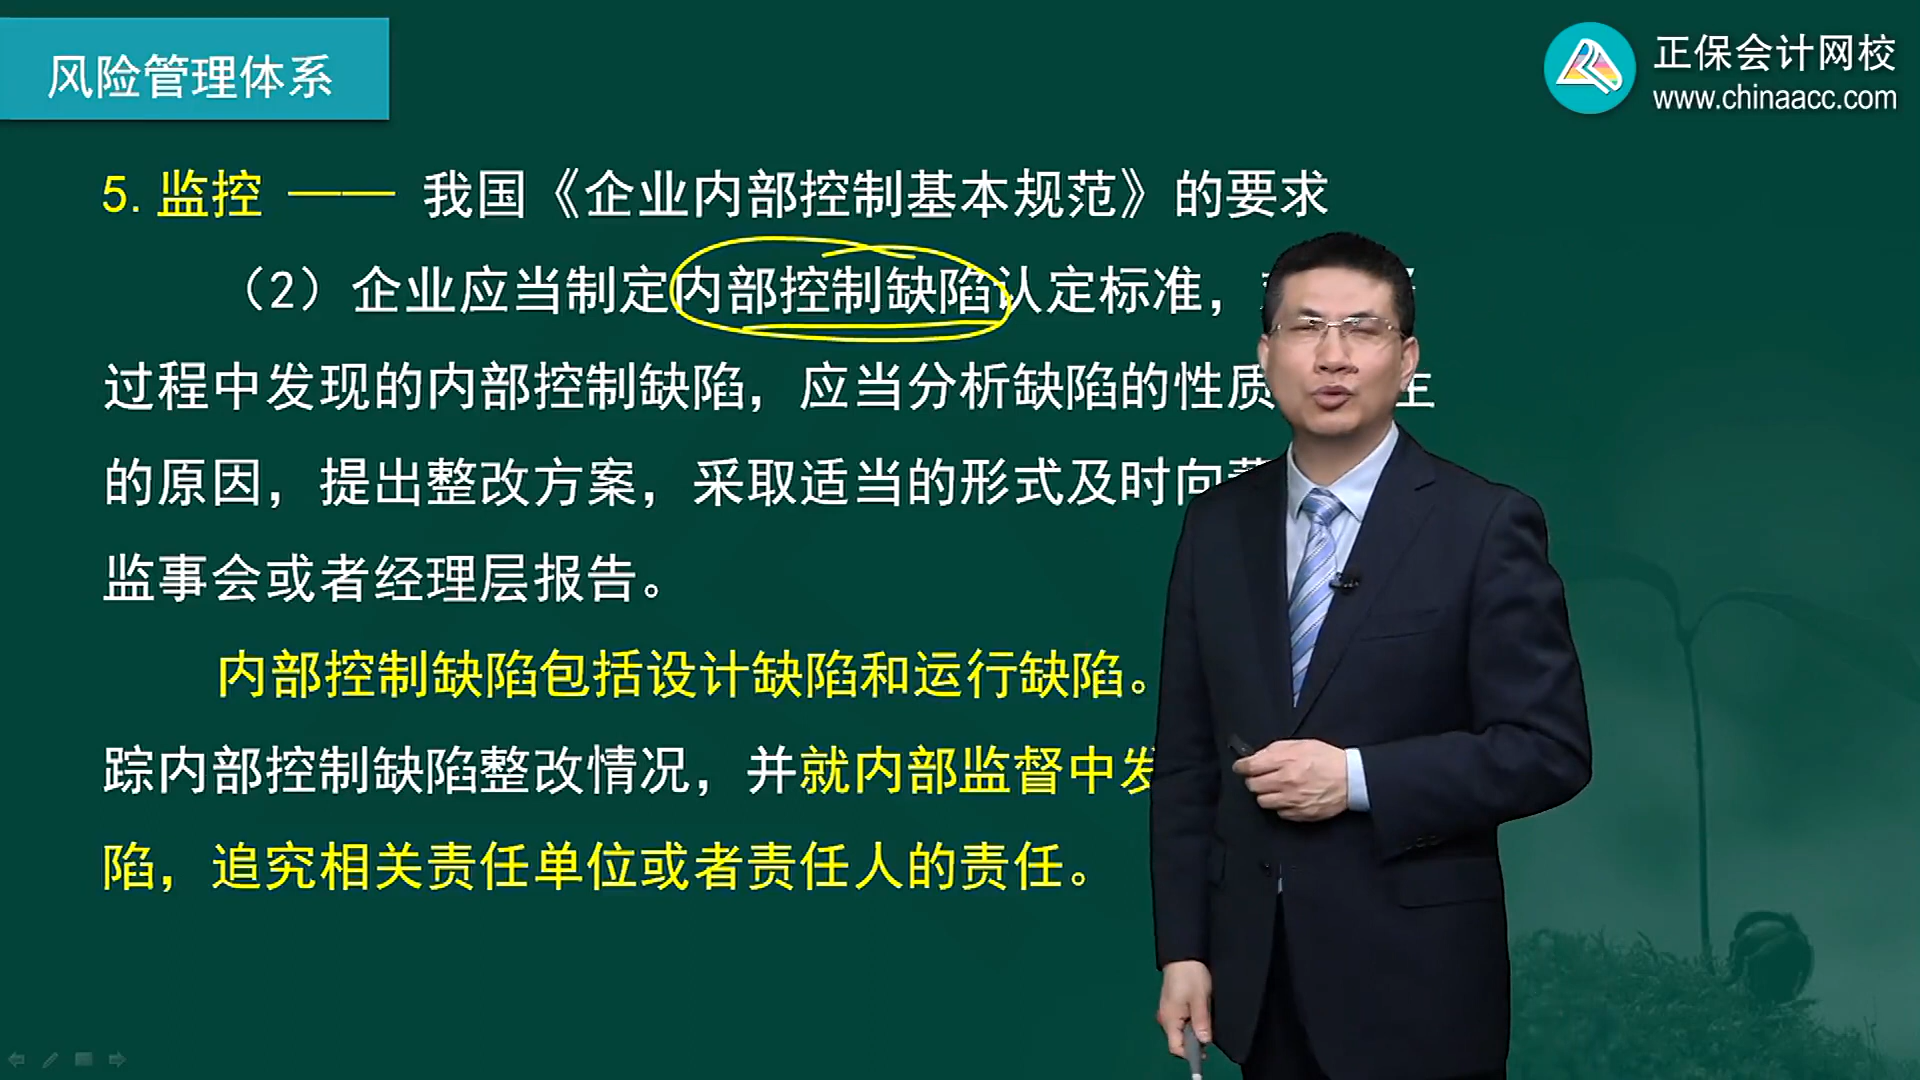 风险管理体系
正保会计网校
www.chinaacc.com
5. 监控 —— 我国《企业内部控制基本规范》的要求
（2）企业应当制定内部控制缺陷认定标准，
过程中发现的内部控制缺陷，应当分析缺陷的性质
的原因，提出整改方案，采取适当的形式及时向
监事会或者经理层报告。
内部控制缺陷包括设计缺陷和运行缺陷。
踪内部控制缺陷整改情况，并就内部监督中发
陷，追究相关责任单位或者责任人的责任。